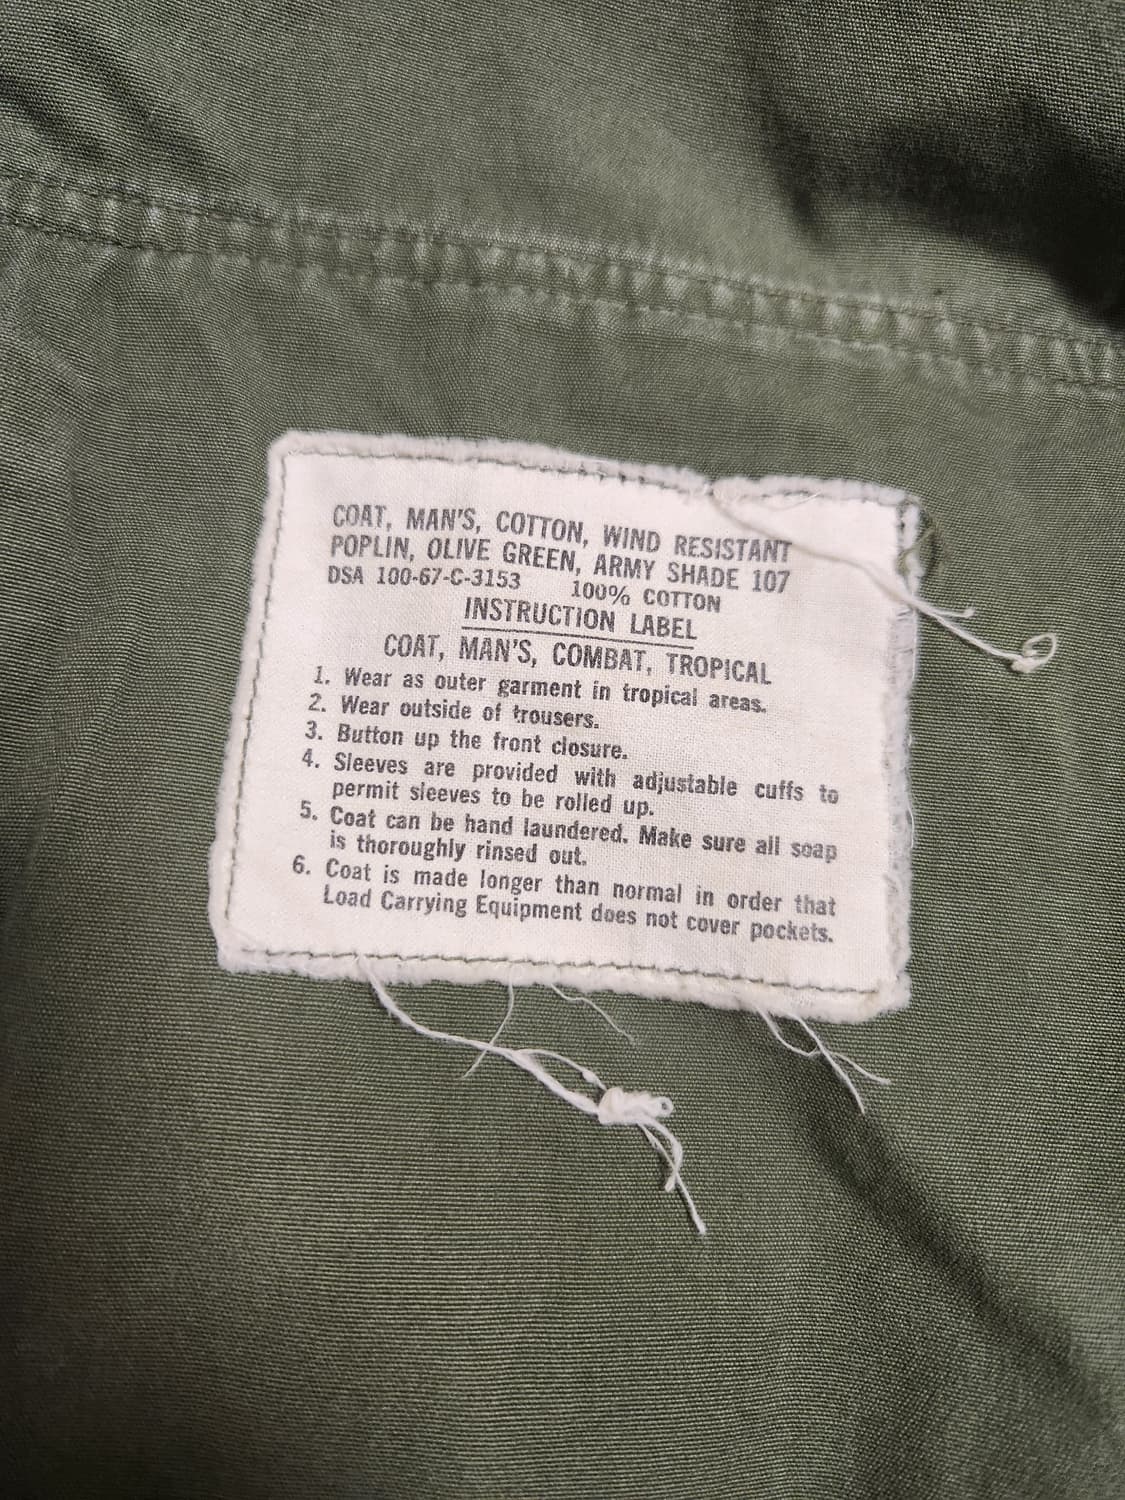 COAT, MAN'S, COTTON, WIND RESISTANT
POPLIN, OLIVE GREEN, ARMY SHADE 107
DSA 100-67-C-3153 100% COTTON
INSTRUCTION LABEL
COAT, MAN'S, COMBAT, TROPICAL
1. Wear as outer garment in tropical areas.
2. Wear outside of trousers.
3. Button up the front closure.
4. Sleeves are provided with adjustable cuffs to
permit sleeves to be rolled up.
5. Coat can be hand laundered. Make sure all soap
is thoroughly rinsed out.
6. Coat is made longer than normal in order that
Load Carrying Equipment does not cover pockets.